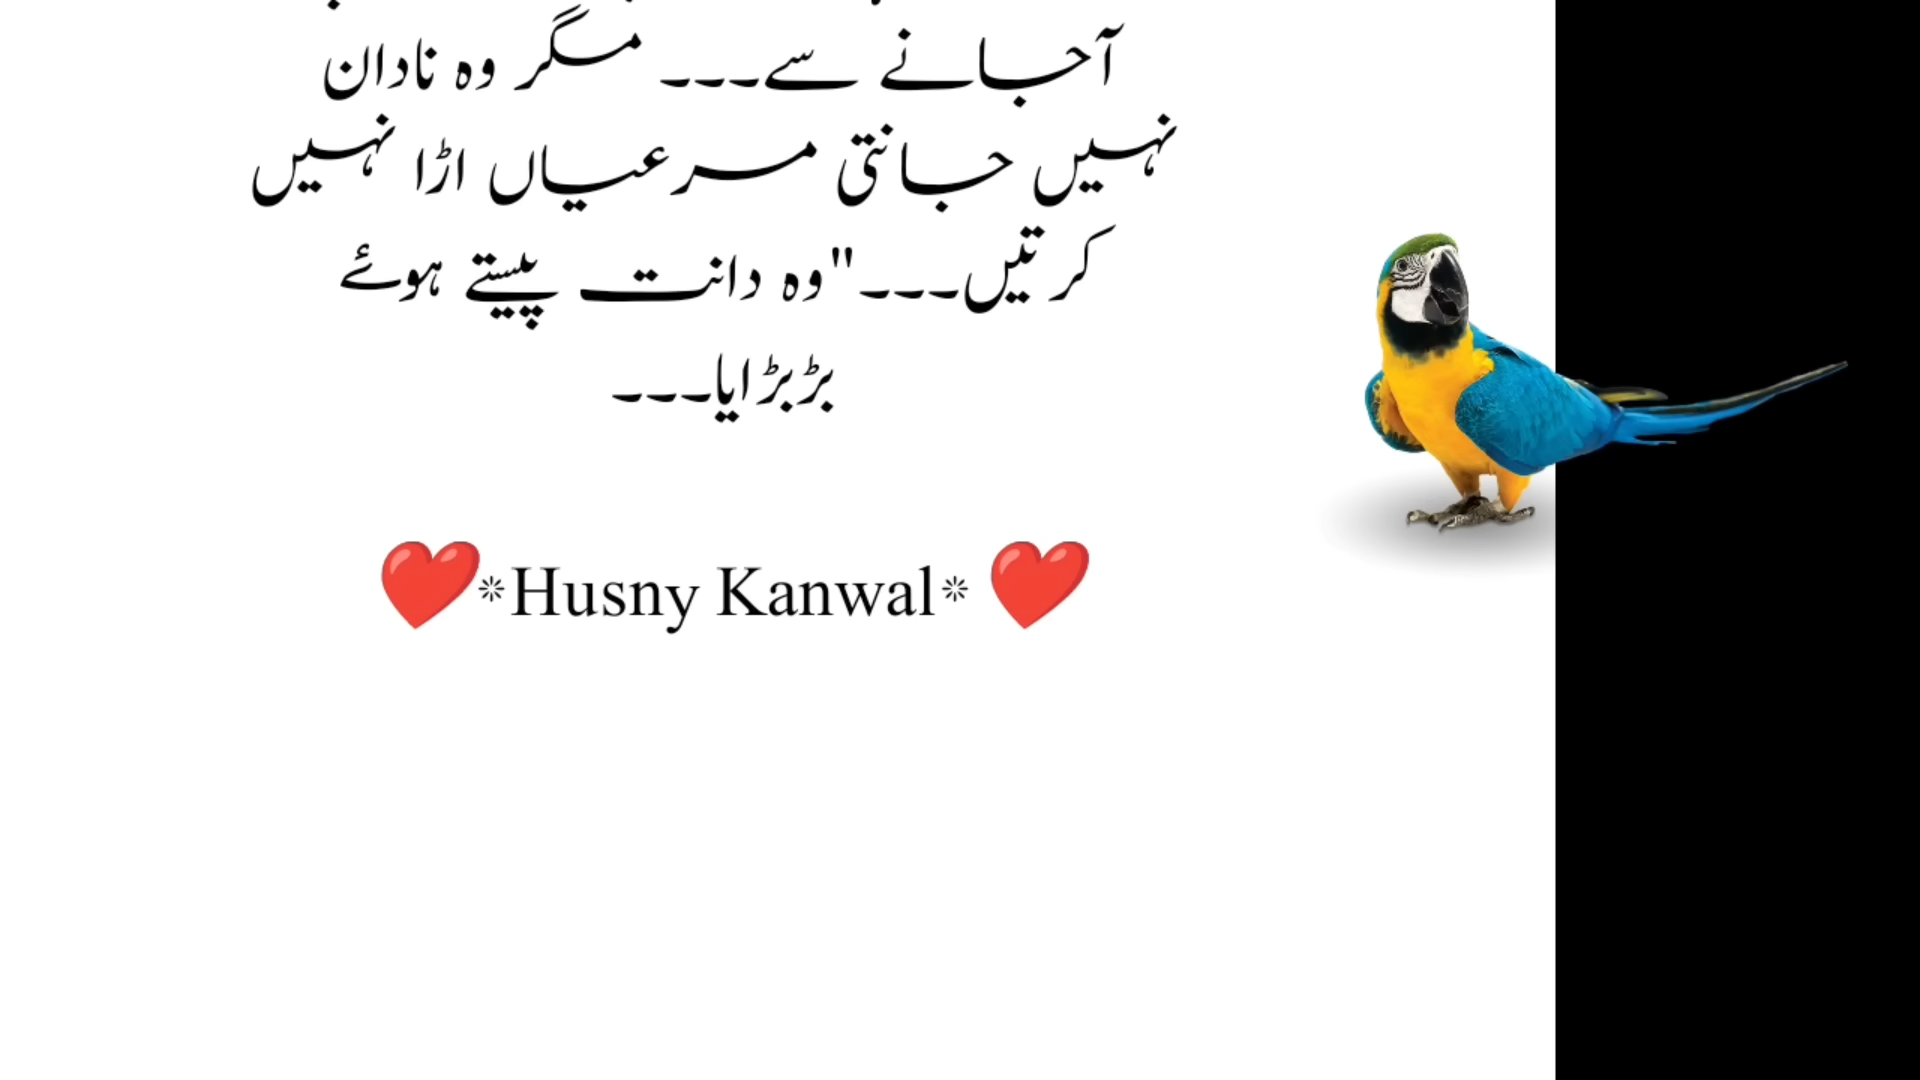 آجانے سے۔۔۔ مگر وہ نادان
نہیں جانتی مرغیاں اڑا نہیں
کرتیں۔۔۔"وہ دانت پیستے ہوئے
بڑبڑایا۔۔۔
❤️*Husny Kanwal* ❤️